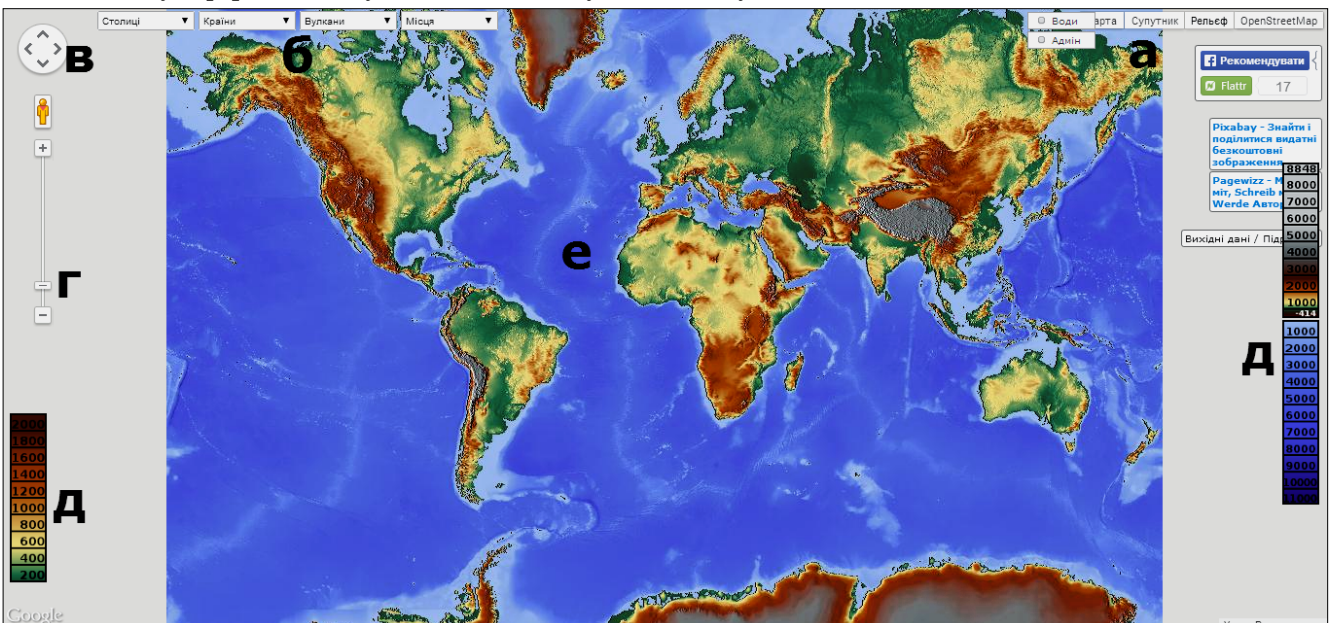 Столиці ▼ Країни ▼ Вулкани ▼ Місця ▼
Води арта Супутник Рельєф OpenStreetMap
Адмін
в
б
а
Рекомендувати
Flattr 17
Pixabay - Знайти і
поділитися видатні
безкоштовні
зображення
Pagewizz - М
міт, Schreib
Werde Авто
Вихідні дані / Під
8848
8000
7000
6000
5000
4000
3000
2000
1000
-414
1000
2000
3000
4000
5000
6000
7000
8000
9000
10000
11000
д
е
г
2000
1800
1600
1400
1200
1000
800
600
400
200
д
Google